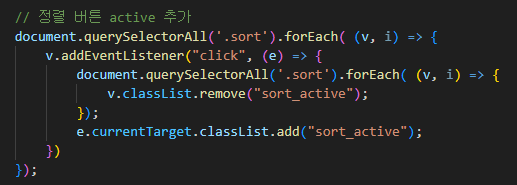 // 정렬 버튼 active 추가
document.querySelectorAll('.sort').forEach( (v, i) => {
    v.addEventListener("click", (e) => {
        document.querySelectorAll('.sort').forEach( (v, i) => {
            v.classList.remove("sort_active");
        });
        e.currentTarget.classList.add("sort_active");
    })
});